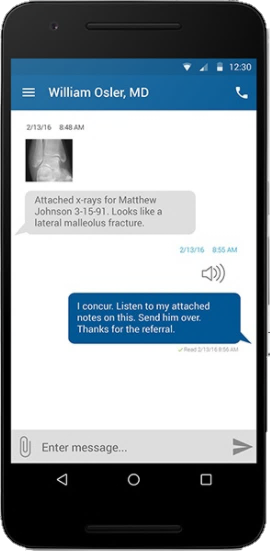 12:30
William Osler, MD
2/13/16 8:48 AM
Attached x-rays for Matthew
Johnson 3-15-91. Looks like a
lateral malleolus fracture.
2/13/16 8:55 AM
I concur. Listen to my attached
notes on this. Send him over.
Thanks for the referral.
Read 2/13/16 8:56 AM
Enter message...